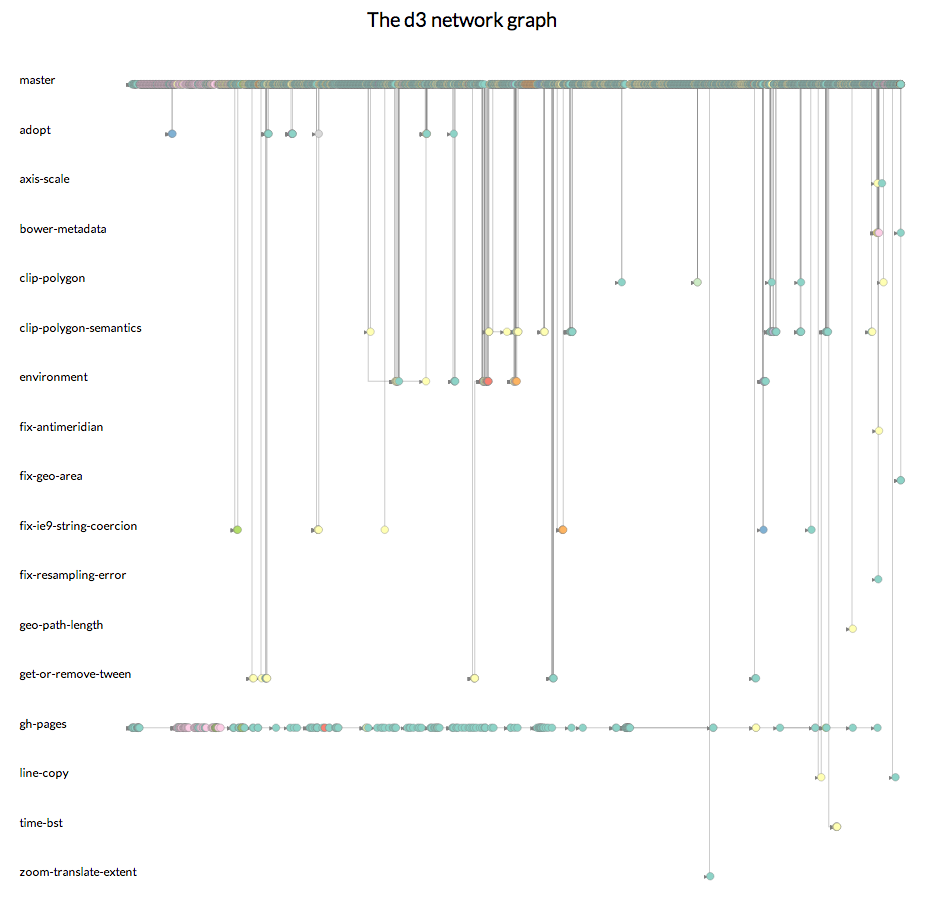 The d3 network graph
master
adopt
axis-scale
bower-metadata
clip-polygon
clip-polygon-semantics
environment
fix-antimeridian
fix-geo-area
fix-ie9-string-coercion
fix-resampling-error
geo-path-length
get-or-remove-tween
gh-pages
line-copy
time-bst
zoom-translate-extent